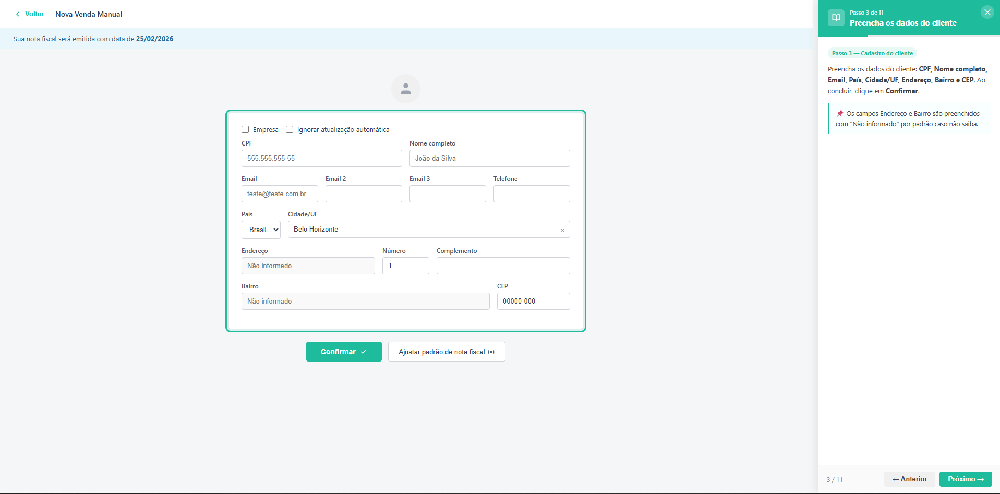 Voltar Nova Venda Manual
Sua nota fiscal será emitida com data de 25/02/2026
Empresa Ignorar atualização automática
CPF Nome completo
555.555.555-55 João da Silva
Email Email 2 Email 3 Telefone
teste@teste.com.br
País Cidade/UF
Brasil Belo Horizonte ×
Endereço Número Complemento
Não informado 1
Bairro CEP
Não informado 00000-000
Confirmar Ajustar padrão de nota fiscal
Passo 3 de 11
Preencha os dados do cliente
Passo 3 — Cadastro do cliente
Preencha os dados do cliente: CPF, Nome completo,
Email, País, Cidade/UF, Endereço, Bairro e CEP. Ao
concluir, clique em Confirmar.
📌 Os campos Endereço e Bairro são preenchidos
com "Não informado" por padrão caso não saiba.
3 / 11 ← Anterior Próximo →